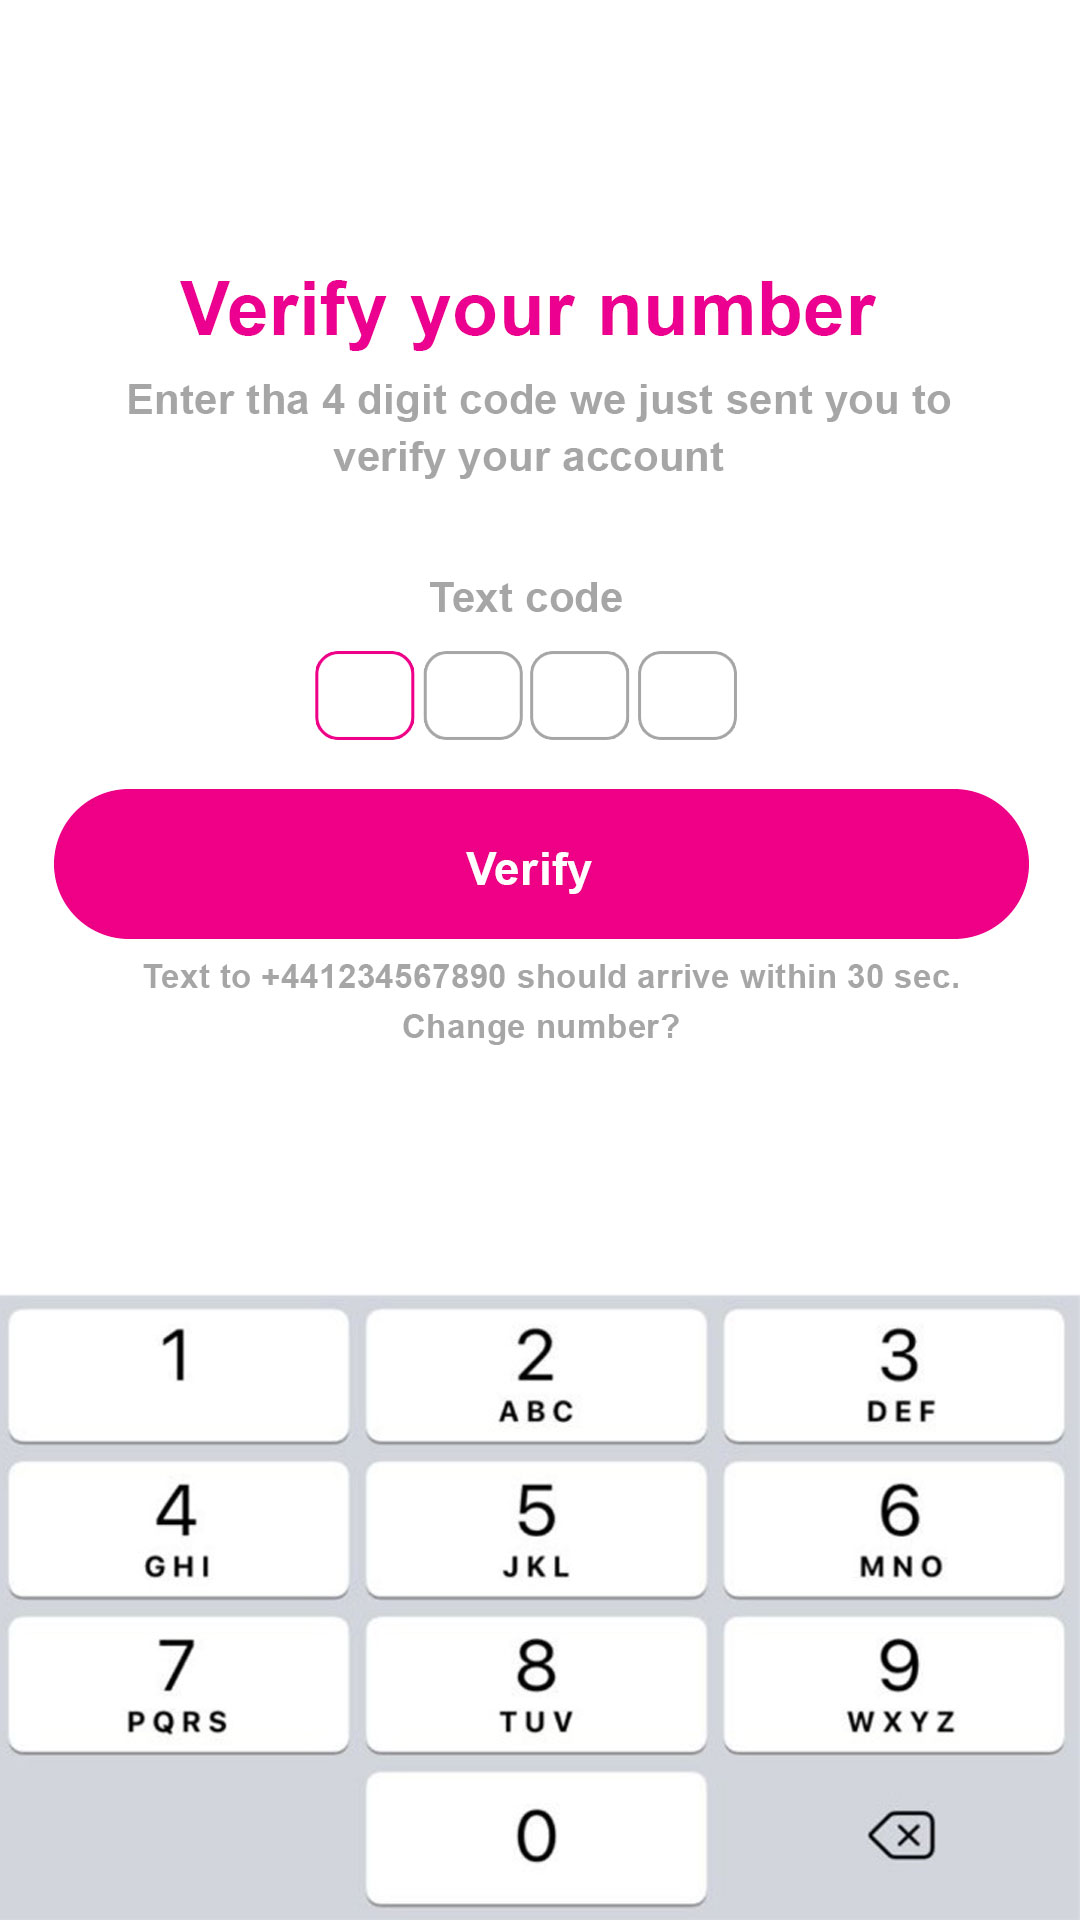 Verify your number
Enter tha 4 digit code we just sent you to
verify your account
Text code
Verify
Text to +441234567890 should arrive within 30 sec.
Change number?
1 2 3
ABC DEF
4 5 6
GHI JKL MNO
7 8 9
PQRS TUV WXYZ
0